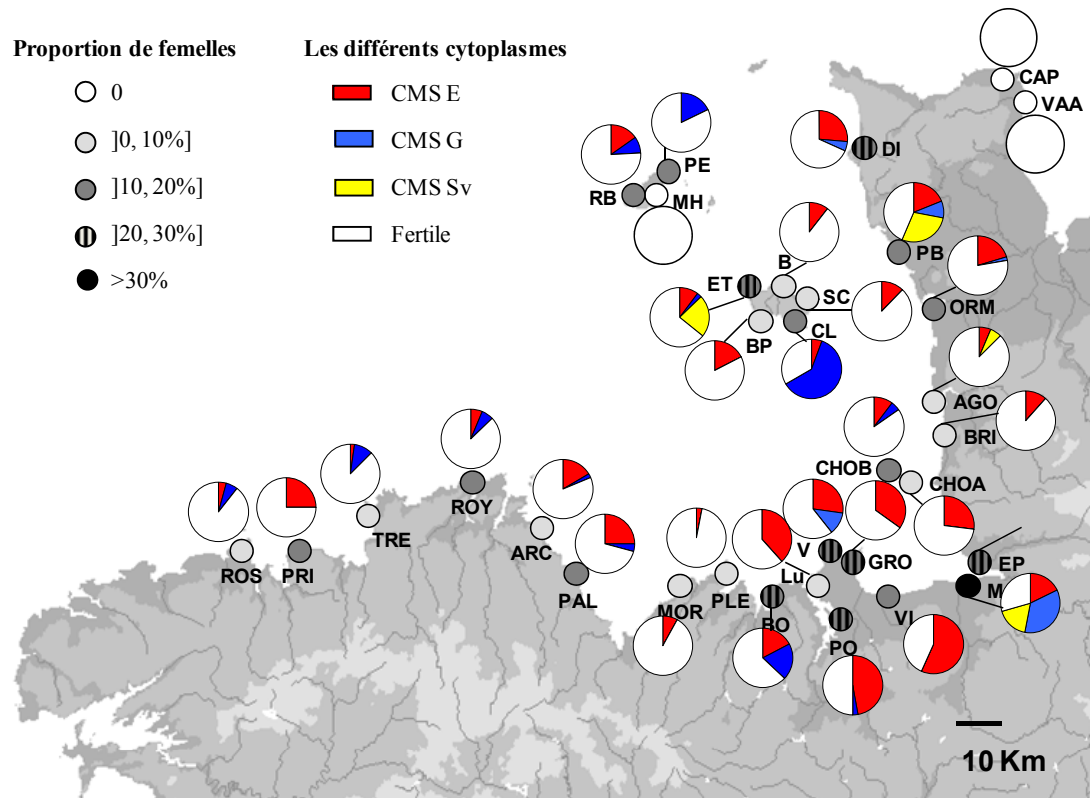 Proportion de femelles
0
]0, 10%]
]10, 20%]
]20, 30%]
>30%
Les différents cytoplasmes
CMS E
CMS G
CMS Sv
Fertile
CAP
VAA
DI
PE
RB
MH
PB
B
ET
SC
ORM
BP
CL
AGO
BRI
CHOB
CHOA
ROY
TRE
ARC
ROS
PRI
PAL
MOR
PLE
Lu
V
GRO
EP
M
BO
VI
PO
10 Km